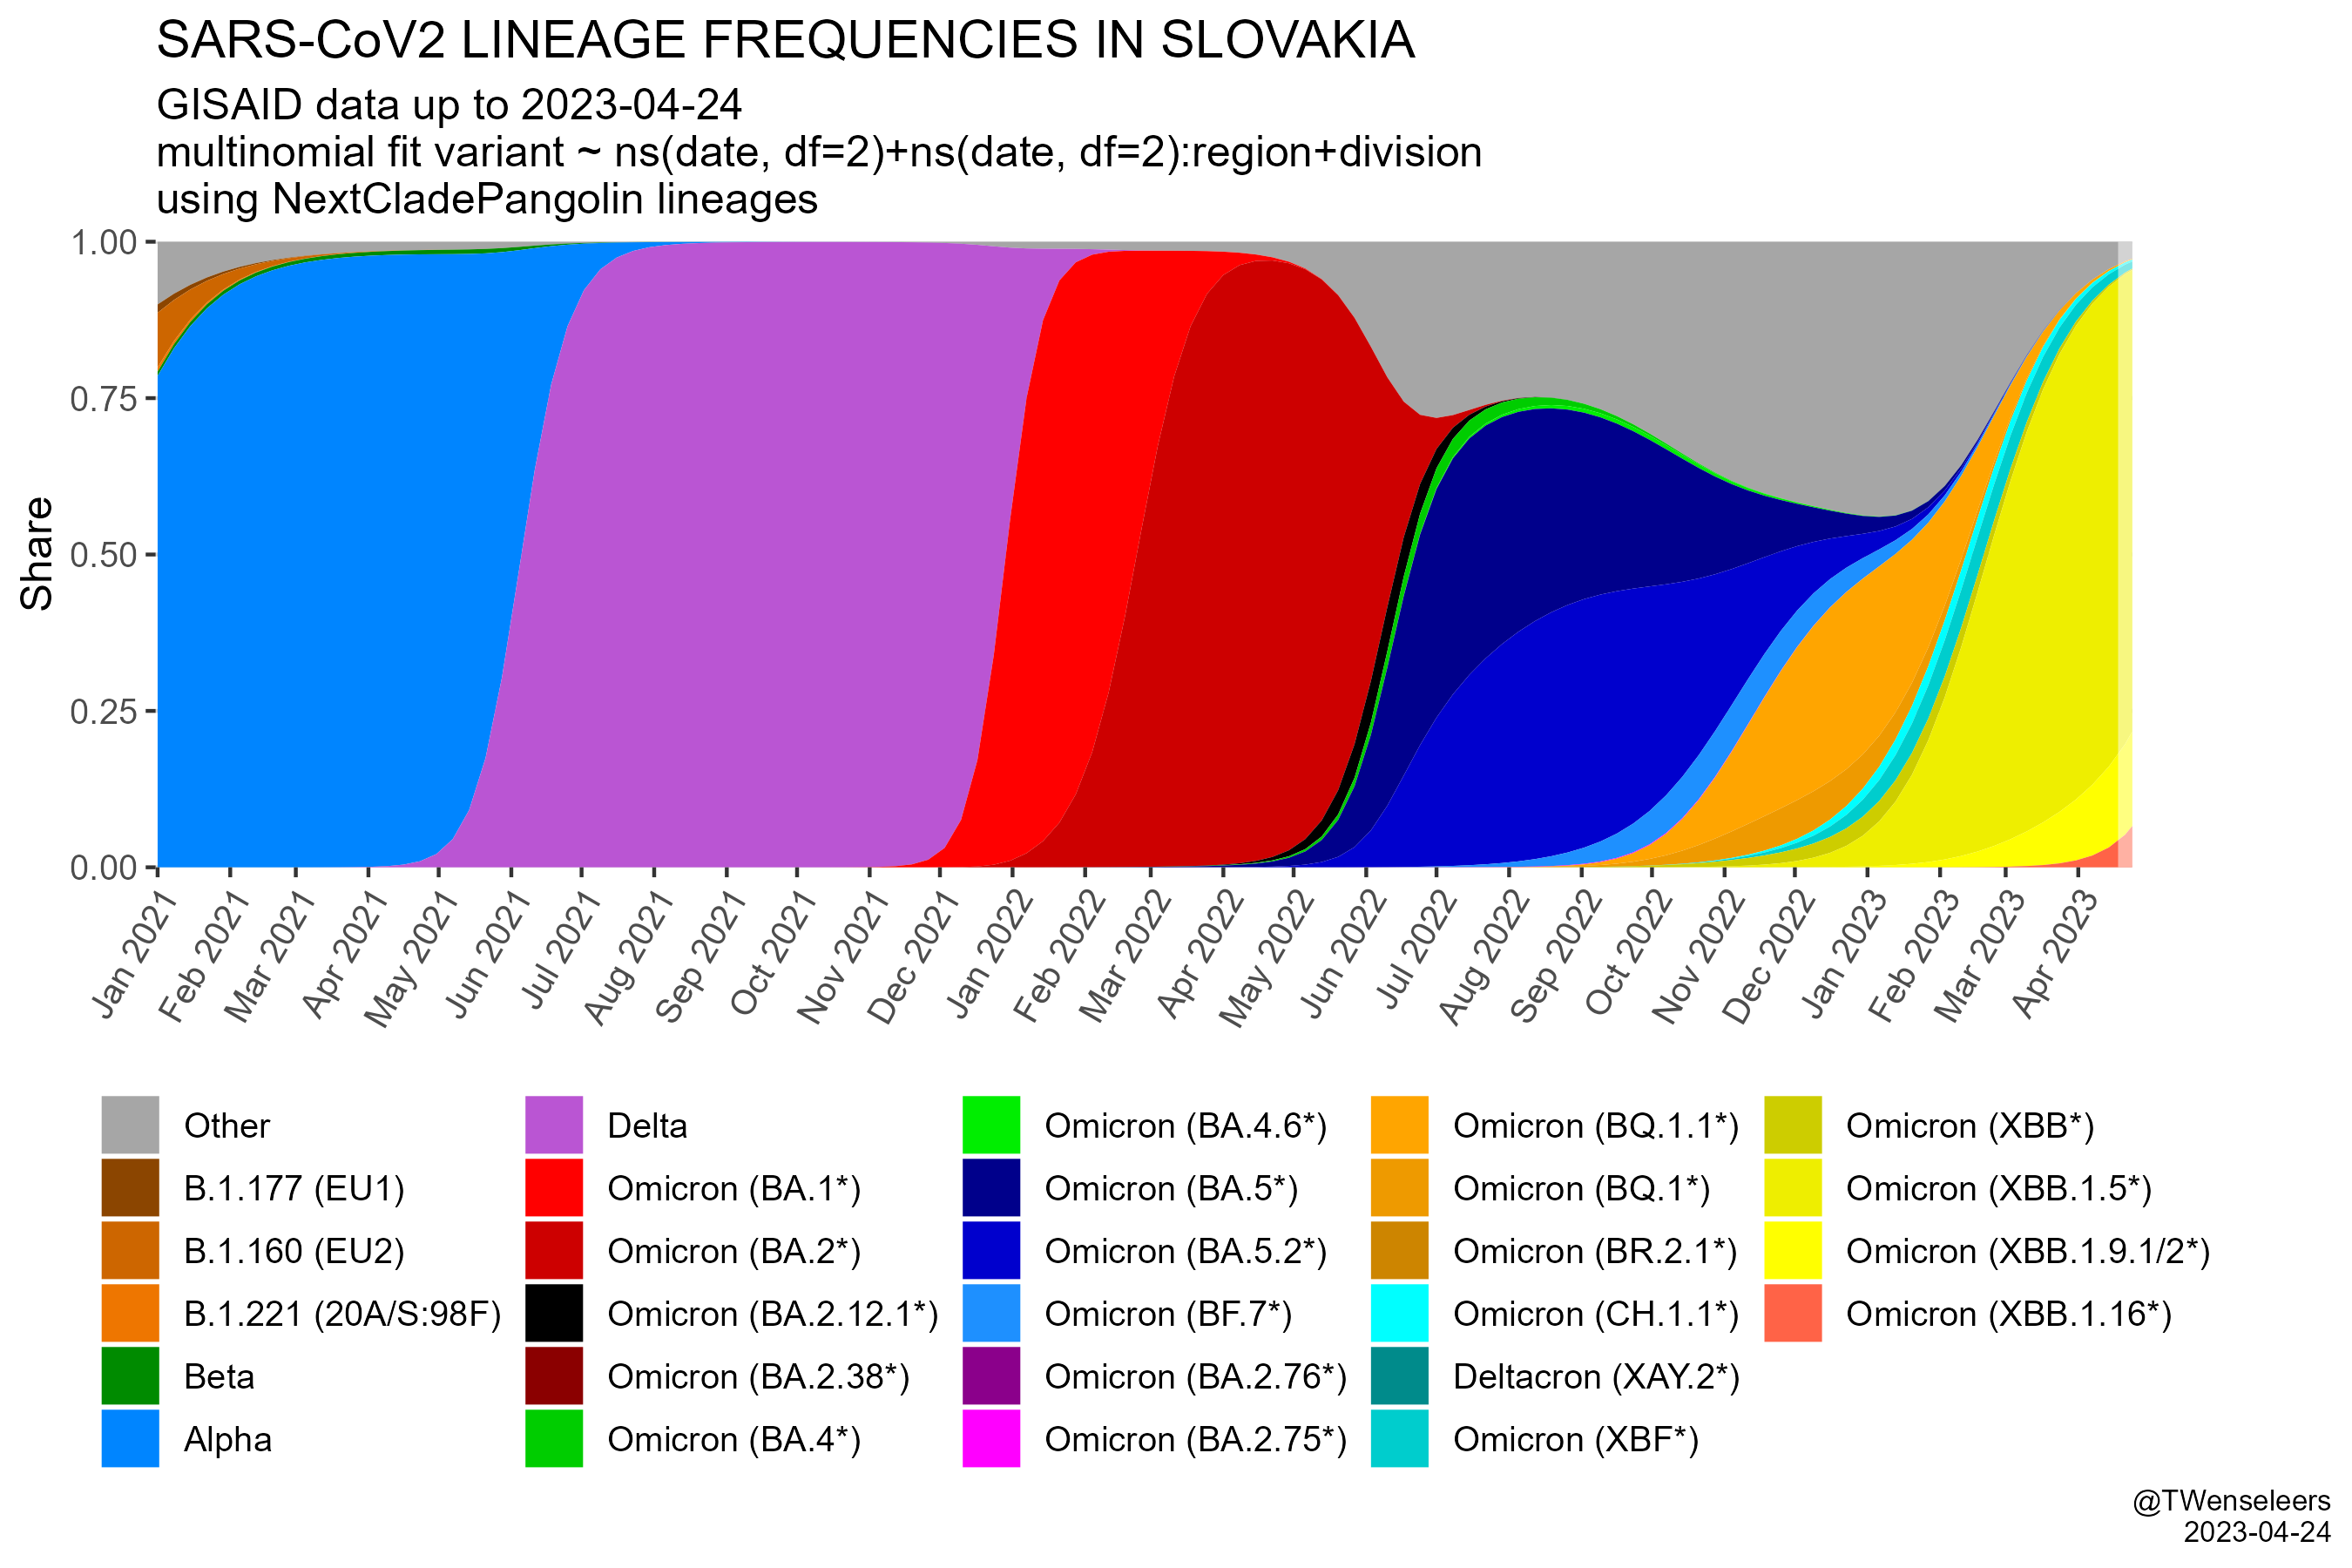 SARS-CoV2 LINEAGE FREQUENCIES IN SLOVAKIA
GISAID data up to 2023-04-24
multinomial fit variant ~ ns(date, df=2)+ns(date, df=2):region+division
using NextCladePangolin lineages
1.00
0.75
0.50
0.25
0.00
Share
Jan 2021
Feb 2021
Mar 2021
Apr 2021
May 2021
Jun 2021
Jul 2021
Aug 2021
Sep 2021
Oct 2021
Nov 2021
Dec 2021
Jan 2022
Feb 2022
Mar 2022
Apr 2022
May 2022
Jun 2022
Jul 2022
Aug 2022
Sep 2022
Oct 2022
Nov 2022
Dec 2022
Jan 2023
Feb 2023
Mar 2023
Apr 2023
Other
B.1.177 (EU1)
B.1.160 (EU2)
B.1.221 (20A/S:98F)
Beta
Alpha
Delta
Omicron (BA.1*)
Omicron (BA.2*)
Omicron (BA.2.12.1*)
Omicron (BA.2.38*)
Omicron (BA.4*)
Omicron (BA.4.6*)
Omicron (BA.5*)
Omicron (BA.5.2*)
Omicron (BF.7*)
Omicron (BA.2.76*)
Omicron (BA.2.75*)
Omicron (BQ.1.1*)
Omicron (BQ.1*)
Omicron (BR.2.1*)
Omicron (CH.1.1*)
Deltacron (XAY.2*)
Omicron (XBF*)
Omicron (XBB*)
Omicron (XBB.1.5*)
Omicron (XBB.1.9.1/2*)
Omicron (XBB.1.16*)
@TWenseleers
2023-04-24